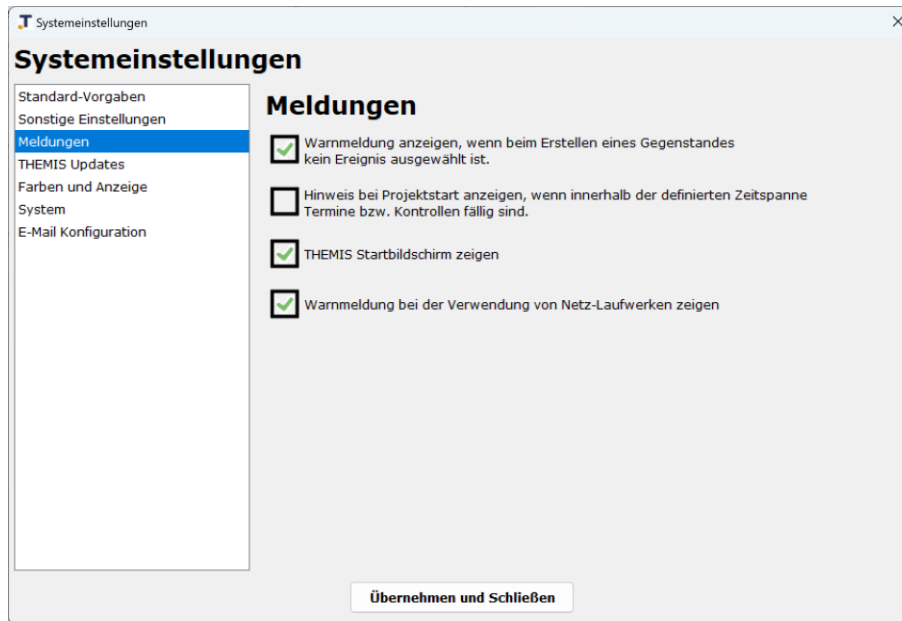 Systemeinstellungen
Systemeinstellungen
Standard-Vorgaben
Sonstige Einstellungen
Meldungen
THEMIS Updates
Farben und Anzeige
System
E-Mail Konfiguration
Meldungen
Warnmeldung anzeigen, wenn beim Erstellen eines Gegenstandes
kein Ereignis ausgewählt ist.
Hinweis bei Projektstart anzeigen, wenn innerhalb der definierten Zeitspanne
Termine bzw. Kontrollen fällig sind.
THEMIS Startbildschirm zeigen
Warnmeldung bei der Verwendung von Netz-Laufwerken zeigen
Übernehmen und Schließen